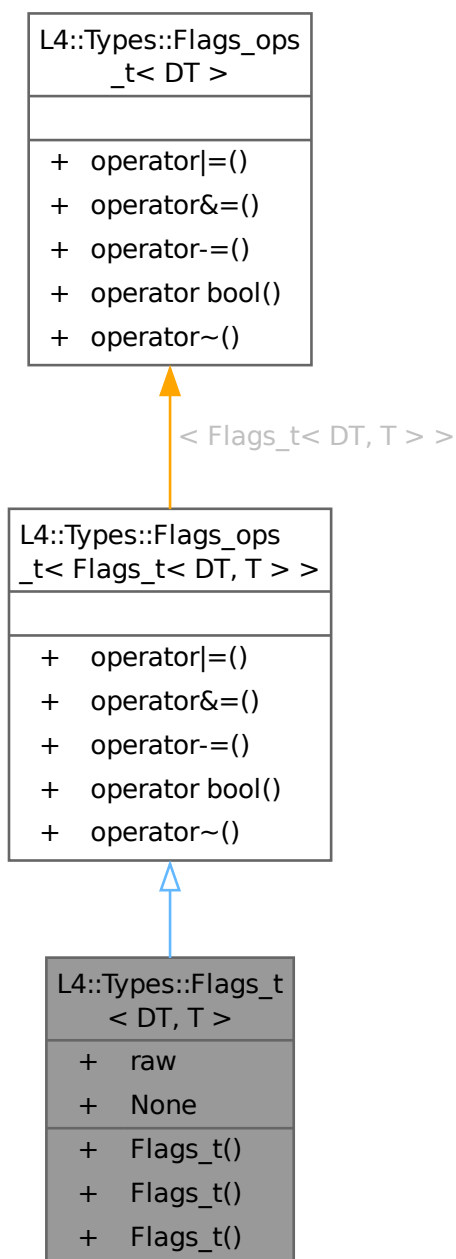 L4::Types::Flags_ops
_t< DT >
+ operator|=()
+ operator&=()
+ operator-=()
+ operator bool()
+ operator~()
< Flags_t< DT, T > >
L4::Types::Flags_ops
_t< Flags_t< DT, T > >
+ operator|=()
+ operator&=()
+ operator-=()
+ operator bool()
+ operator~()
L4::Types::Flags_t
< DT, T >
+ raw
+ None
+ Flags_t()
+ Flags_t()
+ Flags_t()